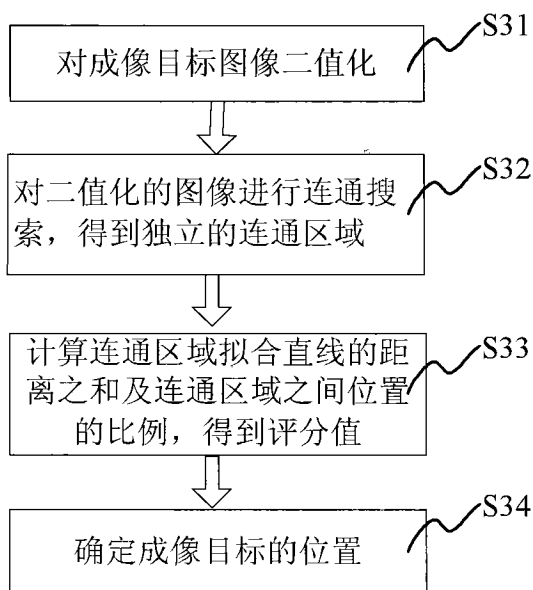 S31
对成像目标图像二值化
S32
对二值化的图像进行连通搜
索，得到独立的连通区域
S33
计算连通区域拟合直线的距
离之和及连通区域之间位置
的比例，得到评分值
S34
确定成像目标的位置